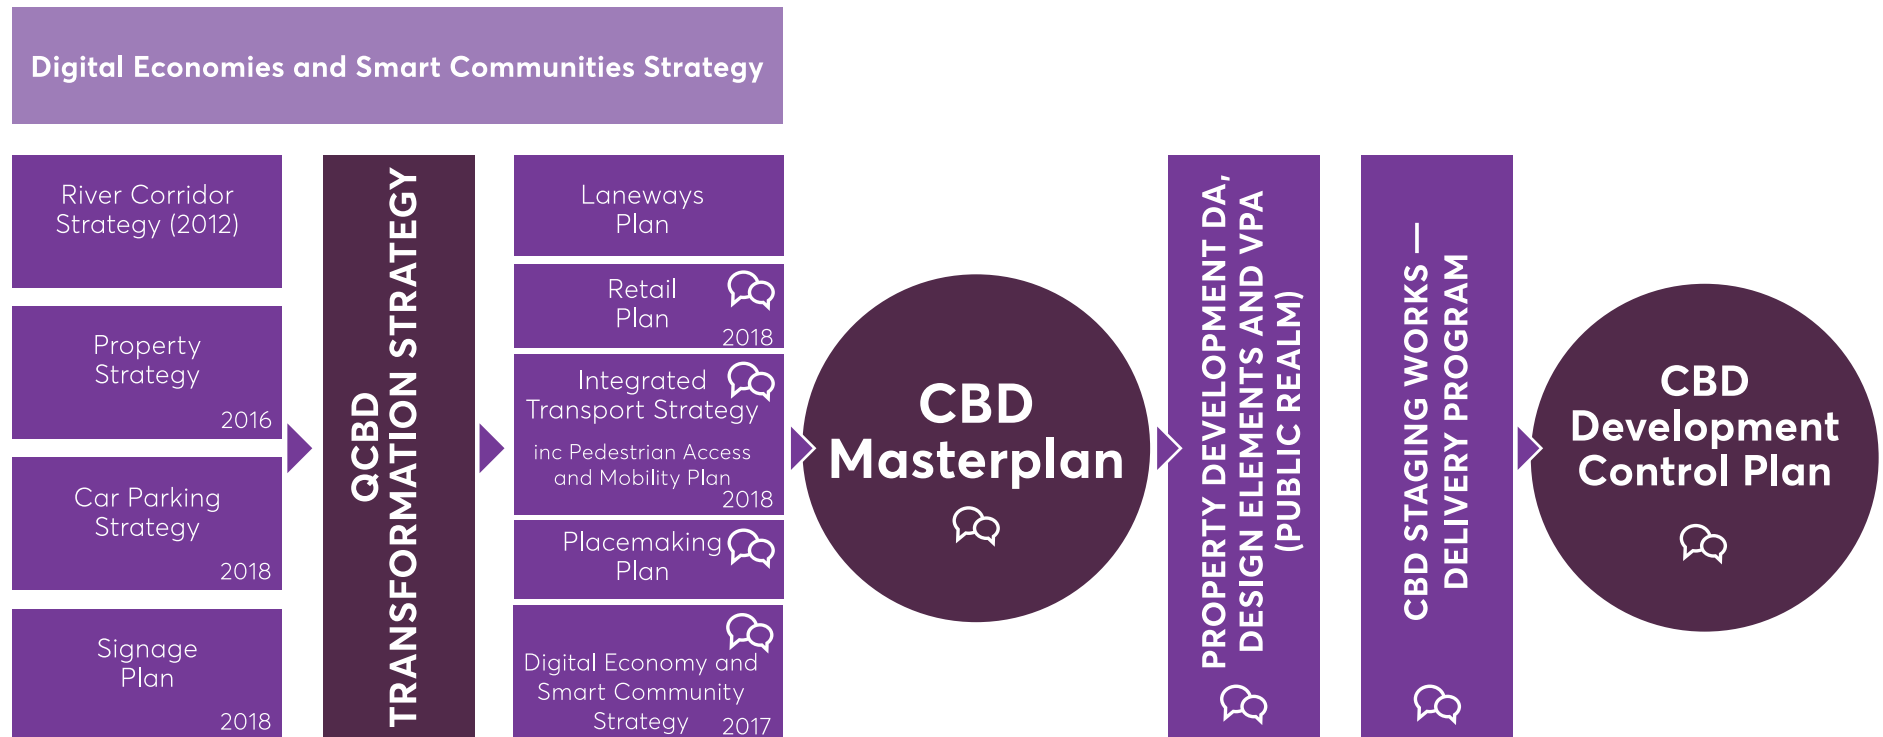 Digital Economies and Smart Communities Strategy
River Corridor
Strategy (2012)
Property
Strategy
2016
Car Parking
Strategy
2018
Signage
Plan
2018
QCBD
TRANSFORMATION STRATEGY
Laneways
Plan
Retail
Plan
2018
Integrated
Transport Strategy
inc Pedestrian Access
and Mobility Plan
2018
Placemaking
Plan
Digital Economy and
Smart Community
Strategy
2017
CBD
Masterplan
PROPERTY DEVELOPMENT DA,
DESIGN ELEMENTS AND VPA
(PUBLIC REALM)
CBD STAGING WORKS —
DELIVERY PROGRAM
CBD
Development
Control Plan